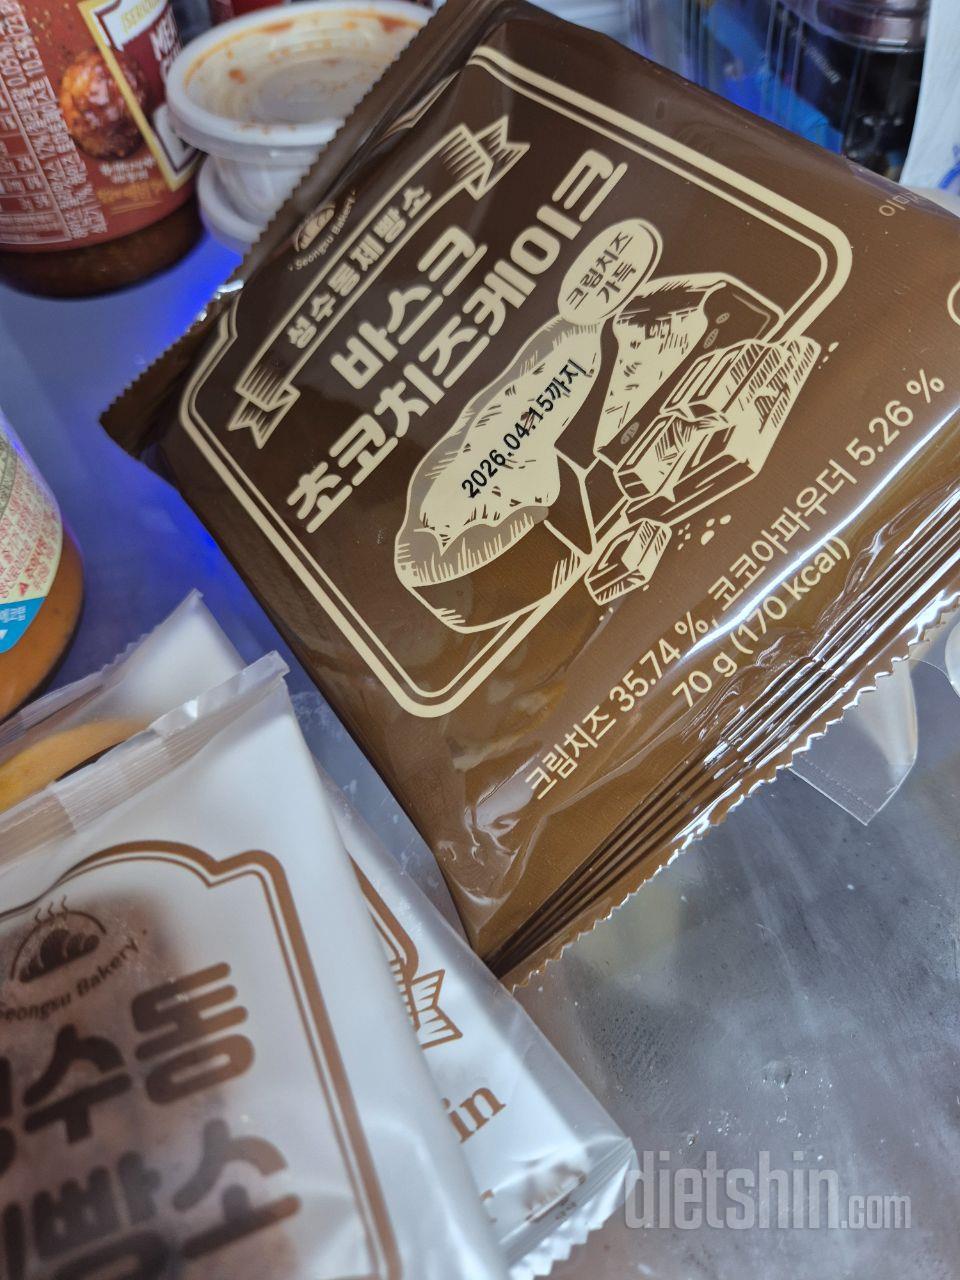 Seongsu Bakery
성수동제빵소
바스크
초코치즈케이크
크림치즈
가득
2026.04.15까지
크림치즈 35.74 %, 코코아파우더 5.26 %
70 g (170 kcal)
Seongsu Bakery
수동
빵소
in
dietshin.com